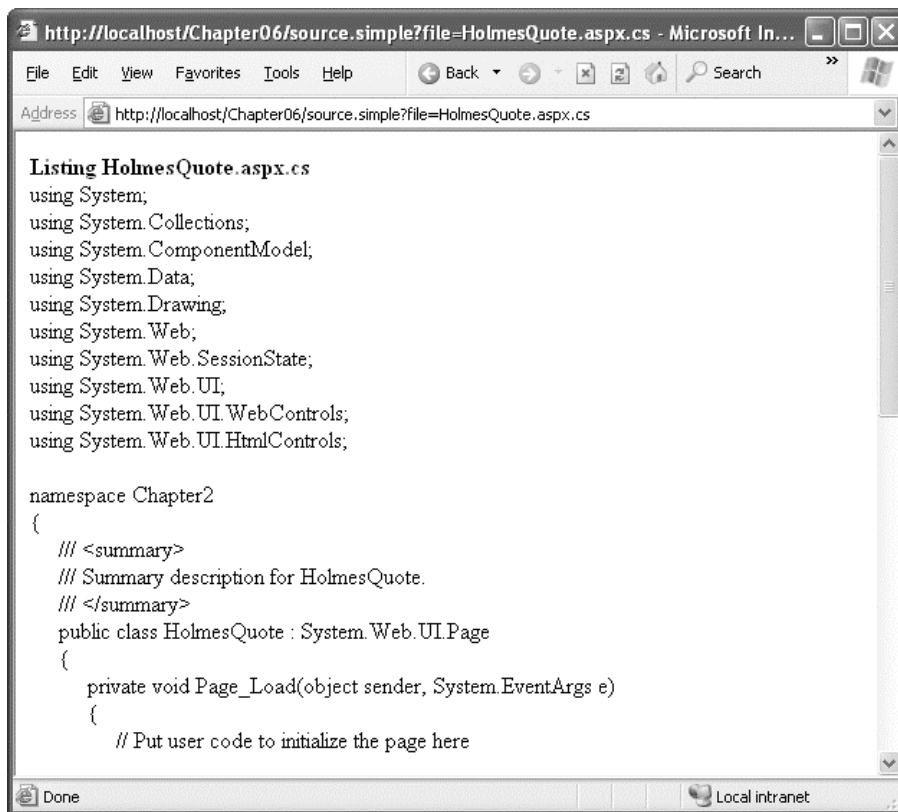 http://localhost/Chapter06/source.simple?file=HolmesQuote.aspx.cs - Microsoft In...
File Edit View Favorites Tools Help Back Search »
Address http://localhost/Chapter06/source.simple?file=HolmesQuote.aspx.cs
Listing HolmesQuote.aspx.cs
using System;
using System.Collections;
using System.ComponentModel;
using System.Data;
using System.Drawing;
using System.Web;
using System.Web.SessionState;
using System.Web.UI;
using System.Web.UI.WebControls;
using System.Web.UI.HtmlControls;
namespace Chapter2
{
/// <summary>
/// Summary description for HolmesQuote.
/// </summary>
public class HolmesQuote : System.Web.UI.Page
{
private void Page_Load(object sender, System.EventArgs e)
{
// Put user code to initialize the page here
Done Local intranet